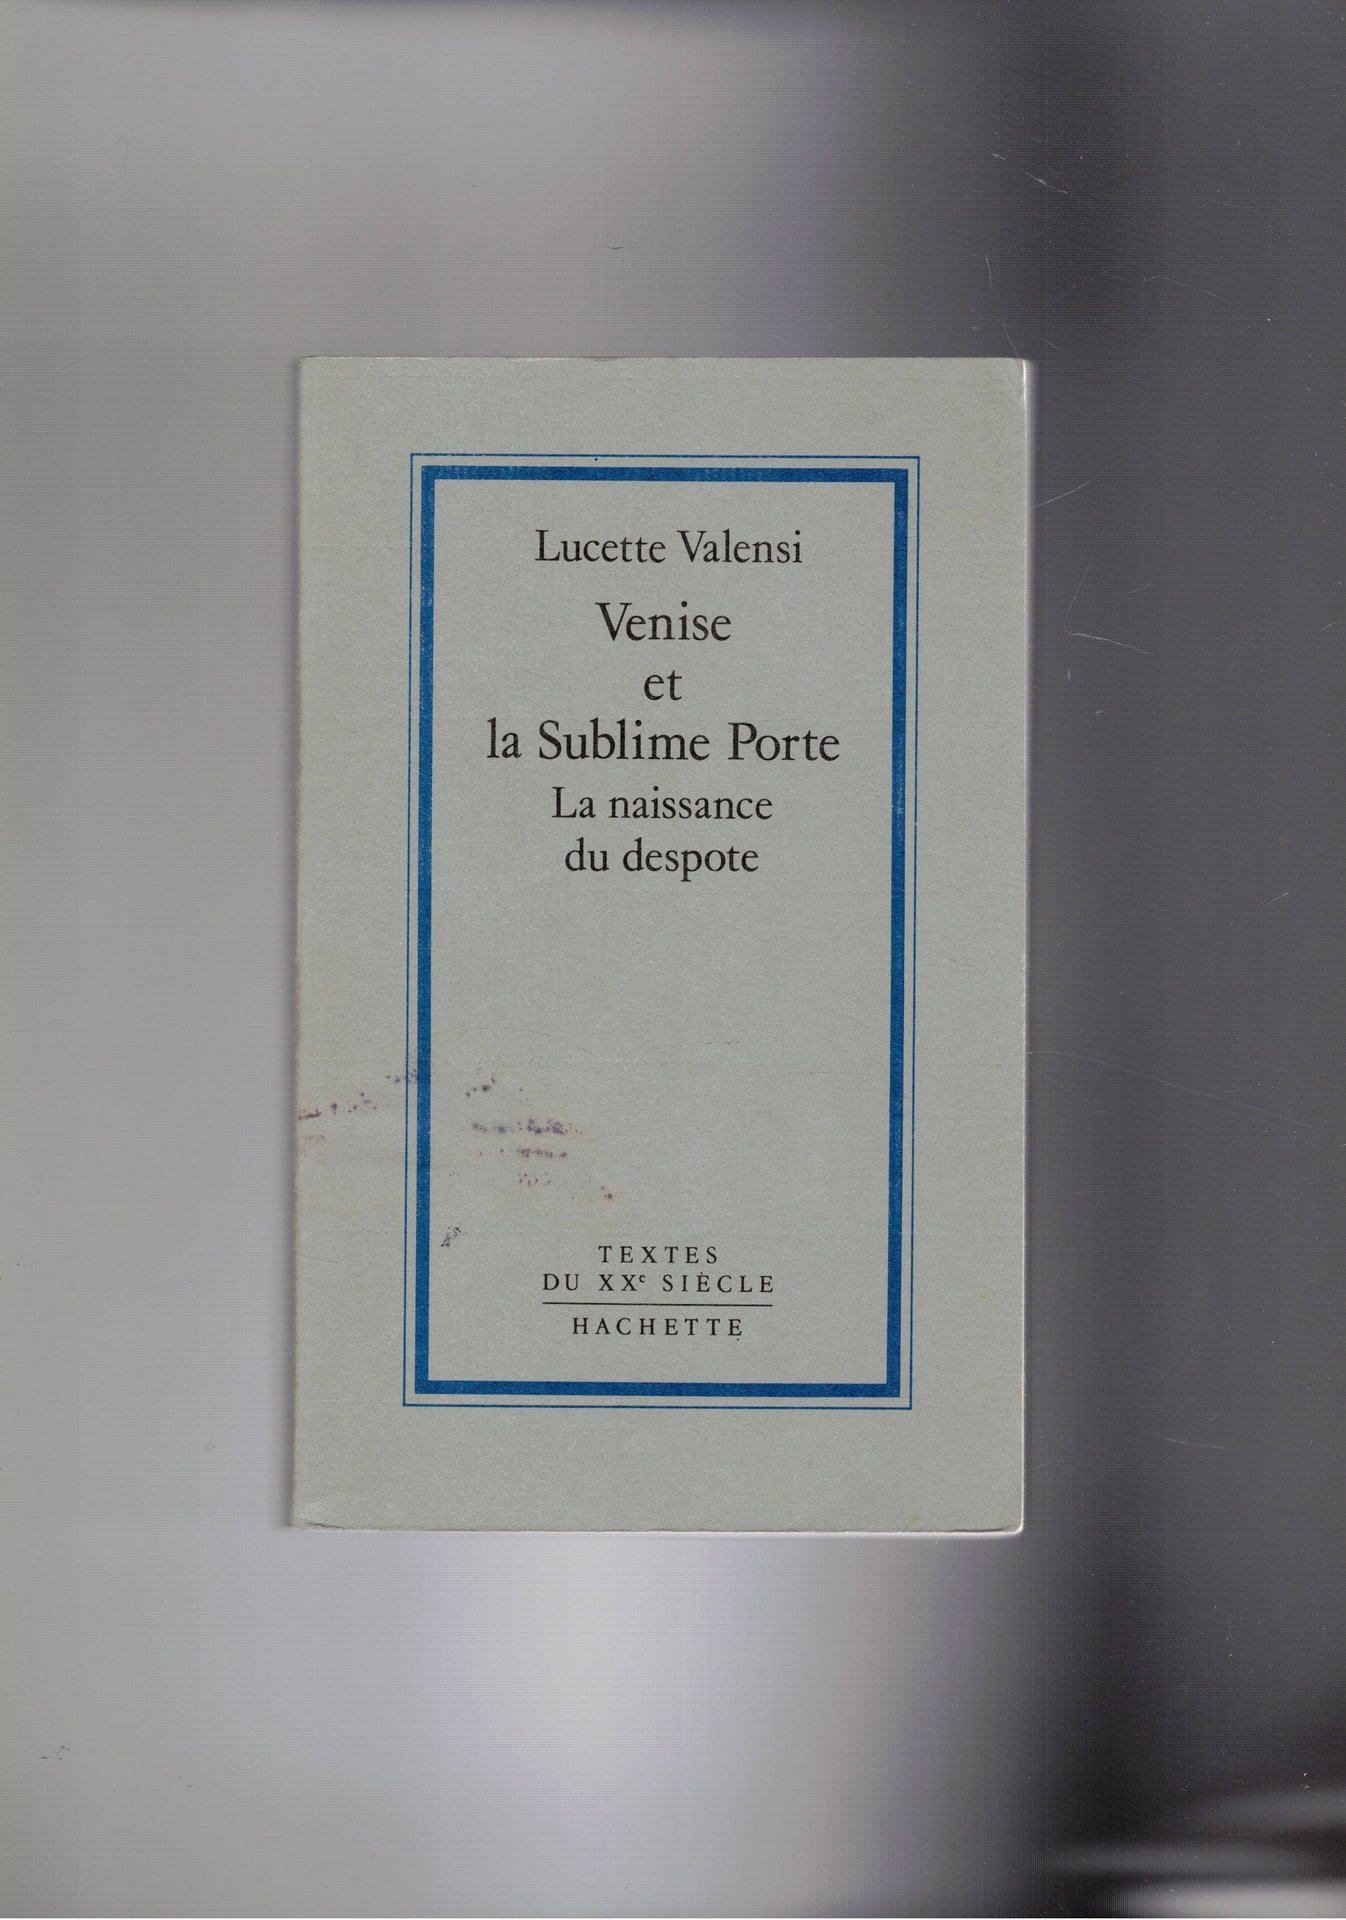 Lucette Valensi
Venise
et
la Sublime Porte
La naissance
du despote
TEXTES
DU XXe SIÈCLE
HACHETTE